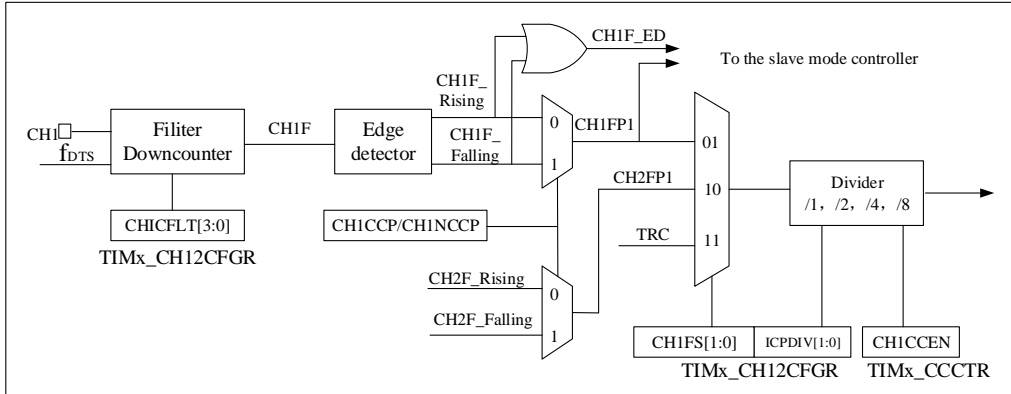 CH1F_ED
To the slave mode controller
CH1F_
Rising
CH1
fDTS
Filiter
Downcounter
CH1F
Edge
detector
CH1F_
Falling
0
1
CH1FP1
01
10
11
CH2FP1
TRC
Divider
/1, /2, /4, /8
CHICFLT[3:0]
TIMx_CH12CFGR
CH1CCP/CH1NCCP
CH2F_Rising
CH2F_Falling
0
1
CH1FS[1:0]
ICPDIV[1:0]
CH1CCEN
TIMx_CH12CFGR
TIMx_CCCTR